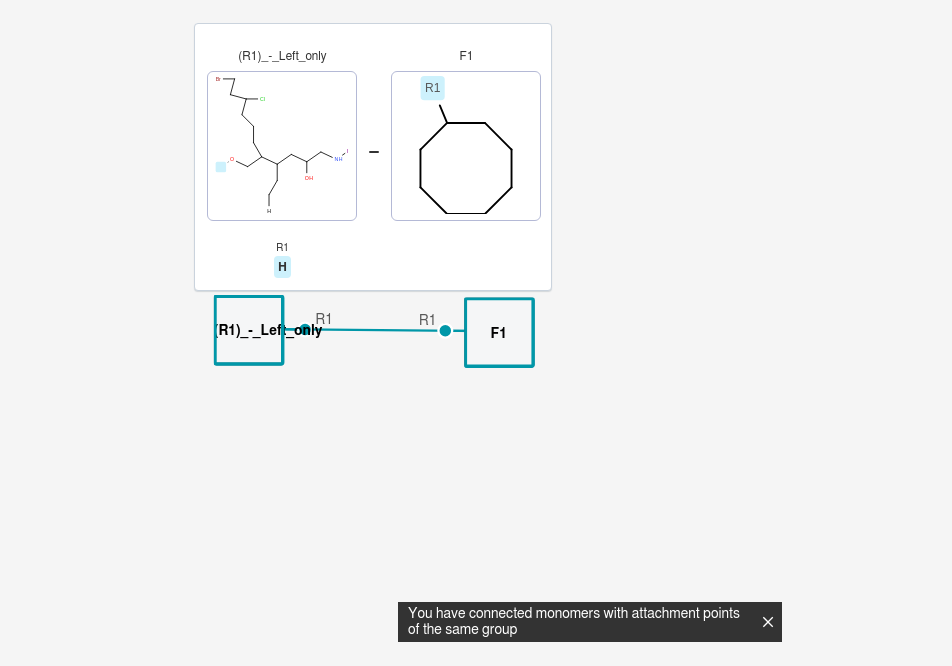 (R1)_-_Left_only
F1
Br
Cl
O
NH
I
OH
H
R1
–
R1
H
(R1)_-_Left_only
R1
R1
F1
You have connected monomers with attachment points
of the same group